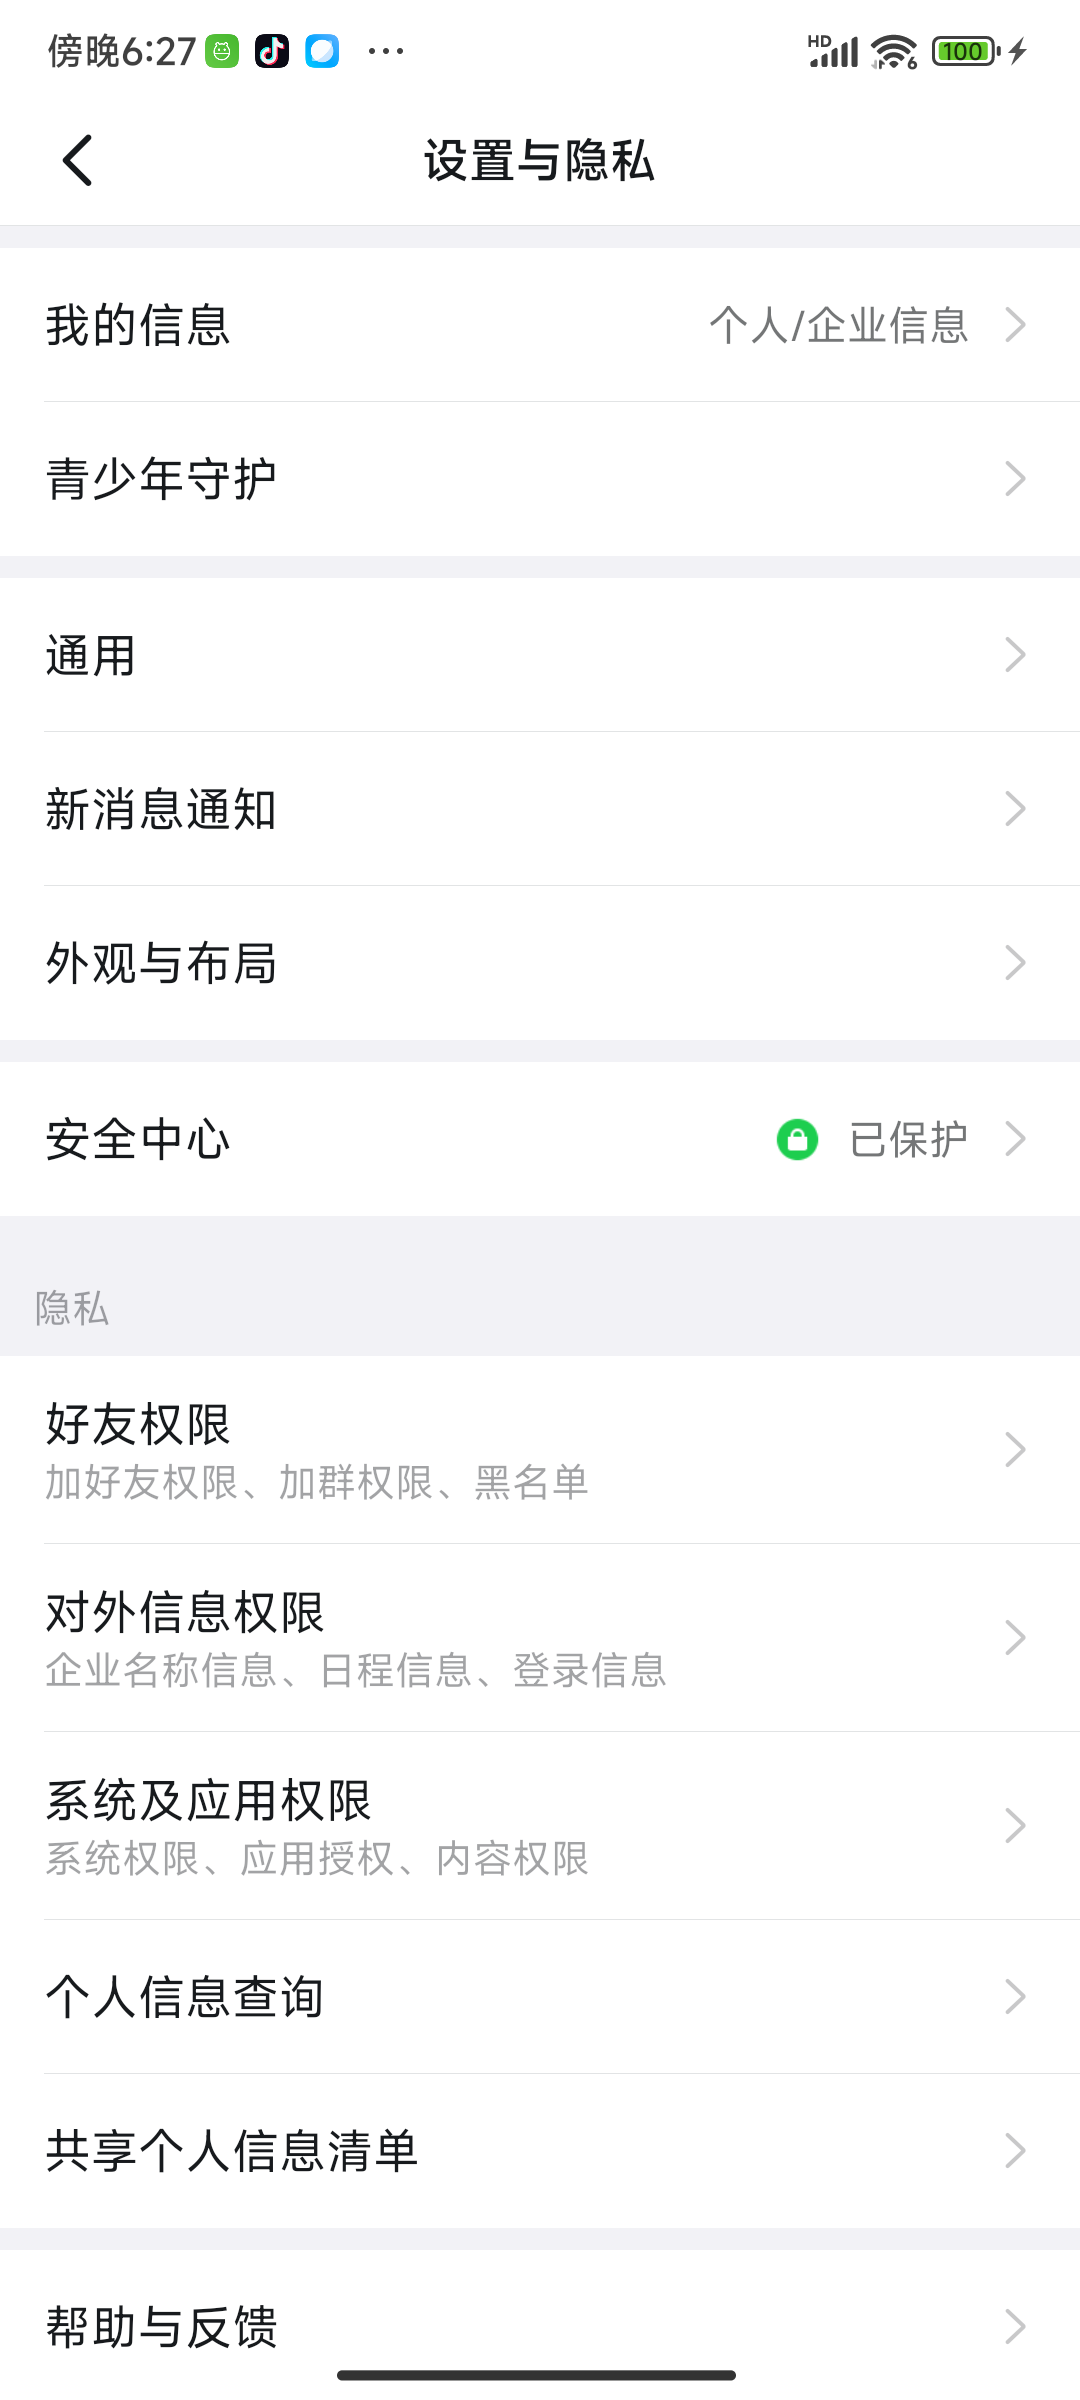 傍晚6:27
HD
6
100
设置与隐私
我的信息
个人/企业信息
青少年守护
通用
新消息通知
外观与布局
安全中心
已保护
隐私
好友权限
加好友权限、加群权限、黑名单
对外信息权限
企业名称信息、日程信息、登录信息
系统及应用权限
系统权限、应用授权、内容权限
个人信息查询
共享个人信息清单
帮助与反馈